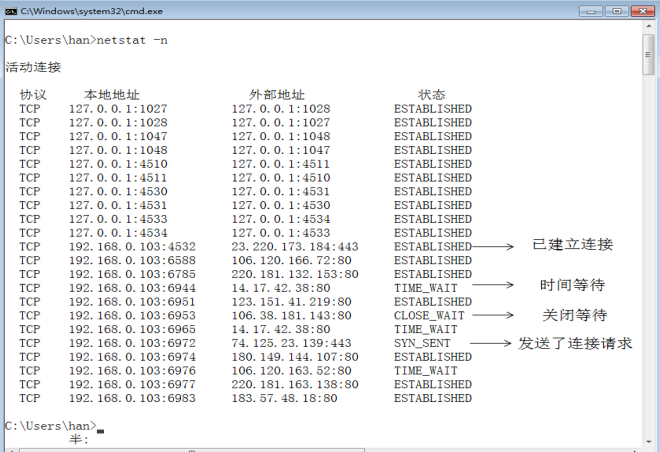 C:\Windows\system32\cmd.exe
C:\Users\han>netstat -n
活动连接
协议 本地地址 外部地址 状态
TCP 127.0.0.1:1027 127.0.0.1:1028 ESTABLISHED
TCP 127.0.0.1:1028 127.0.0.1:1027 ESTABLISHED
TCP 127.0.0.1:1047 127.0.0.1:1048 ESTABLISHED
TCP 127.0.0.1:1048 127.0.0.1:1047 ESTABLISHED
TCP 127.0.0.1:4510 127.0.0.1:4511 ESTABLISHED
TCP 127.0.0.1:4511 127.0.0.1:4510 ESTABLISHED
TCP 127.0.0.1:4530 127.0.0.1:4531 ESTABLISHED
TCP 127.0.0.1:4531 127.0.0.1:4530 ESTABLISHED
TCP 127.0.0.1:4533 127.0.0.1:4534 ESTABLISHED
TCP 127.0.0.1:4534 127.0.0.1:4533 ESTABLISHED
TCP 192.168.0.103:4532 23.220.173.184:443 ESTABLISHED 已建立连接
TCP 192.168.0.103:6588 106.120.166.72:80 ESTABLISHED
TCP 192.168.0.103:6785 220.181.132.153:80 ESTABLISHED
TCP 192.168.0.103:6944 14.17.42.38:80 TIME_WAIT 时间等待
TCP 192.168.0.103:6951 123.151.41.219:80 ESTABLISHED
TCP 192.168.0.103:6953 106.38.181.143:80 CLOSE_WAIT 关闭等待
TCP 192.168.0.103:6965 14.17.42.38:80 TIME_WAIT
TCP 192.168.0.103:6972 74.125.23.139:443 SYN_SENT 发送了连接请求
TCP 192.168.0.103:6974 180.149.144.107:80 ESTABLISHED
TCP 192.168.0.103:6976 106.120.163.52:80 TIME_WAIT
TCP 192.168.0.103:6977 220.181.163.138:80 ESTABLISHED
TCP 192.168.0.103:6983 183.57.48.18:80 ESTABLISHED
C:\Users\han>
半: